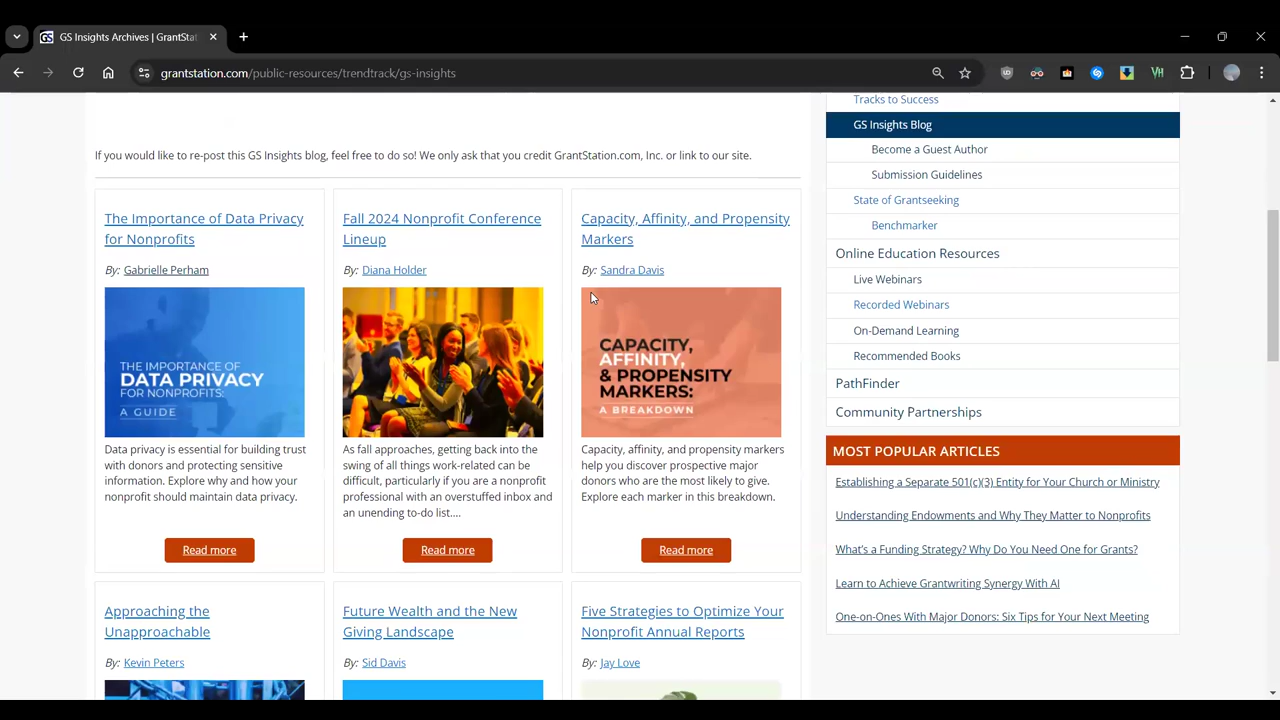 GS Insights Archives | GrantStat
grantstation.com/public-resources/trendtrack/gs-insights
If you would like to re-post this GS Insights blog, feel free to do so! We only ask that you credit GrantStation.com, Inc. or link to our site.
The Importance of Data Privacy
for Nonprofits
By: Gabrielle Perham
THE IMPORTANCE OF
DATA PRIVACY
FOR NONPROFITS:
A GUIDE
Data privacy is essential for building trust
with donors and protecting sensitive
information. Explore why and how your
nonprofit should maintain data privacy.
Read more
Fall 2024 Nonprofit Conference
Lineup
By: Diana Holder
As fall approaches, getting back into the
swing of all things work-related can be
difficult, particularly if you are a nonprofit
professional with an overstuffed inbox and
an unending to-do list....
Read more
Capacity, Affinity, and Propensity
Markers
By: Sandra Davis
CAPACITY,
AFFINITY,
& PROPENSITY
MARKERS:
A BREAKDOWN
Capacity, affinity, and propensity markers
help you discover prospective major
donors who are the most likely to give.
Explore each marker in this breakdown.
Read more
Approaching the
Unapproachable
By: Kevin Peters
Future Wealth and the New
Giving Landscape
By: Sid Davis
Five Strategies to Optimize Your
Nonprofit Annual Reports
By: Jay Love
Tracks to Success
GS Insights Blog
Become a Guest Author
Submission Guidelines
State of Grantseeking
Benchmarker
Online Education Resources
Live Webinars
Recorded Webinars
On-Demand Learning
Recommended Books
PathFinder
Community Partnerships
MOST POPULAR ARTICLES
Establishing a Separate 501(c)(3) Entity for Your Church or Ministry
Understanding Endowments and Why They Matter to Nonprofits
What's a Funding Strategy? Why Do You Need One for Grants?
Learn to Achieve Grantwriting Synergy With AI
One-on-Ones With Major Donors: Six Tips for Your Next Meeting